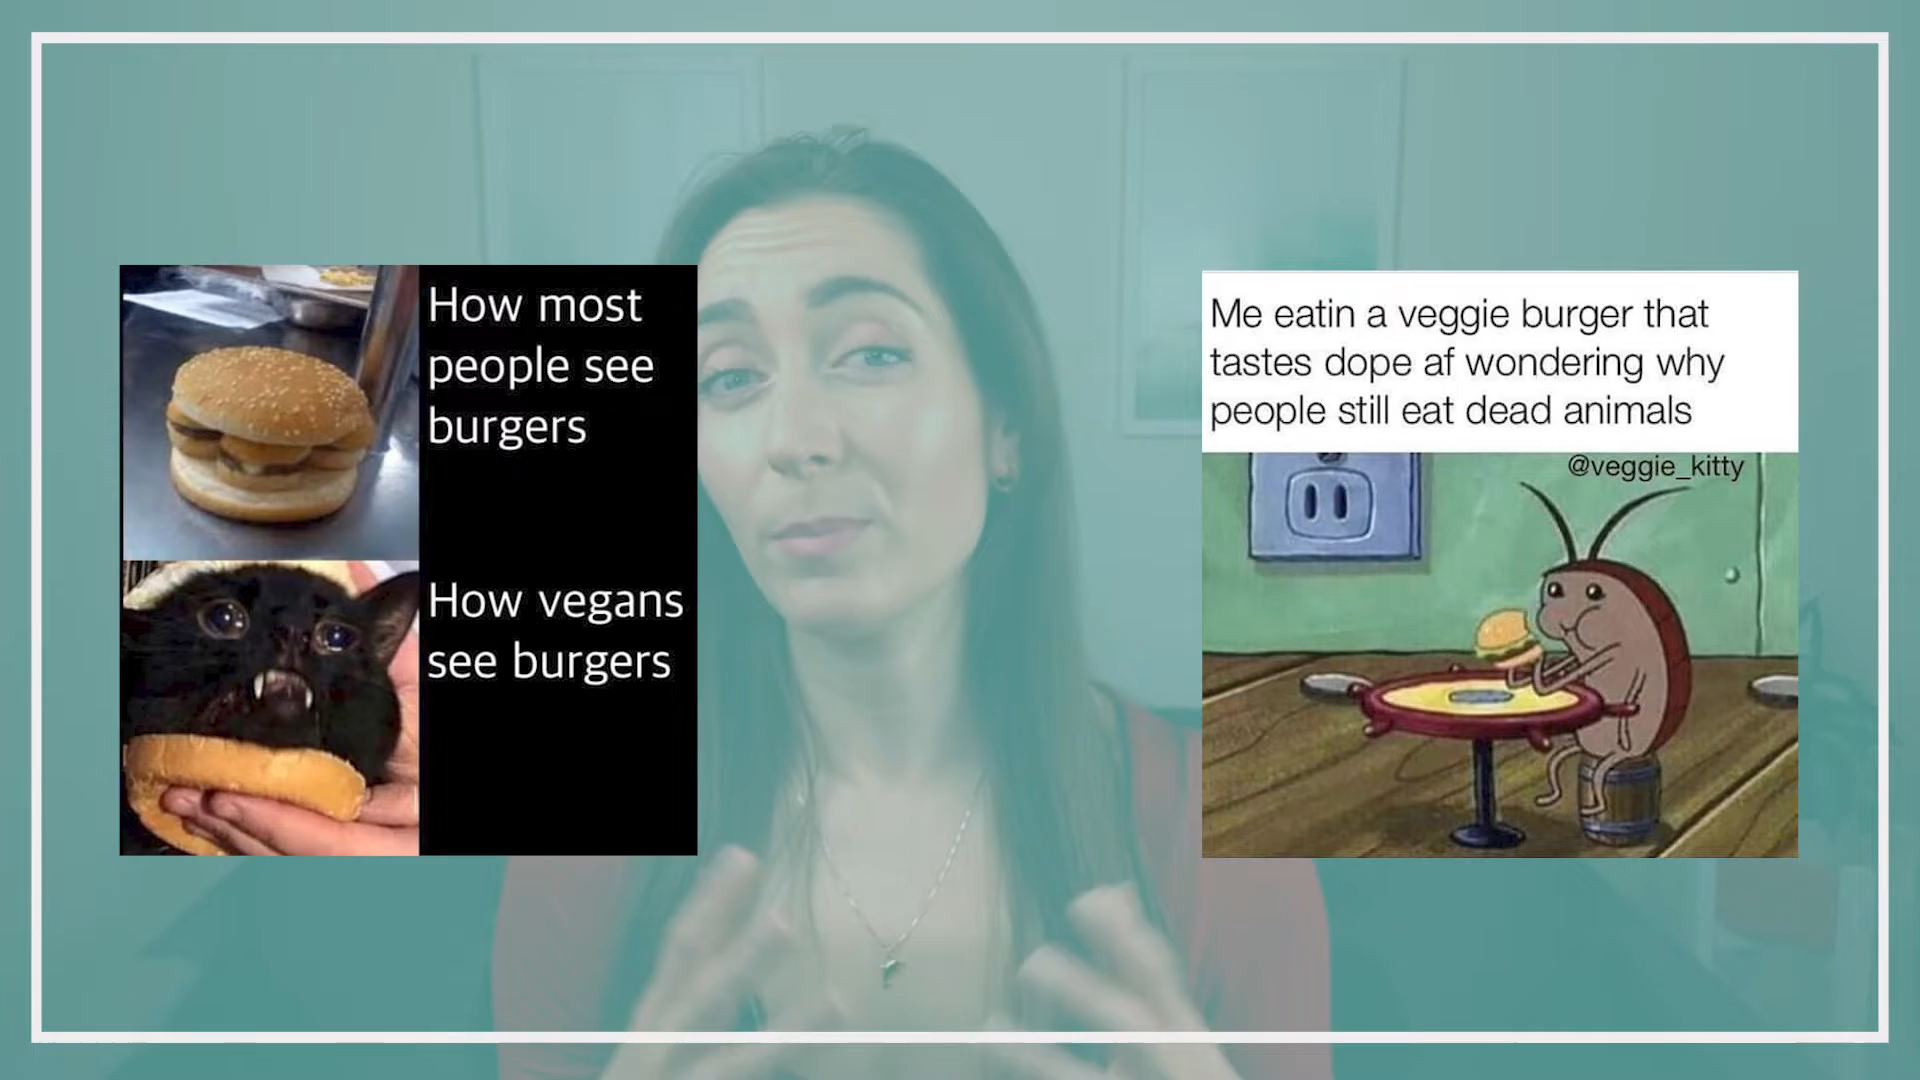 How most
people see
burgers
How vegans
see burgers
Me eatin a veggie burger that
tastes dope af wondering why
people still eat dead animals
@veggie_kitty